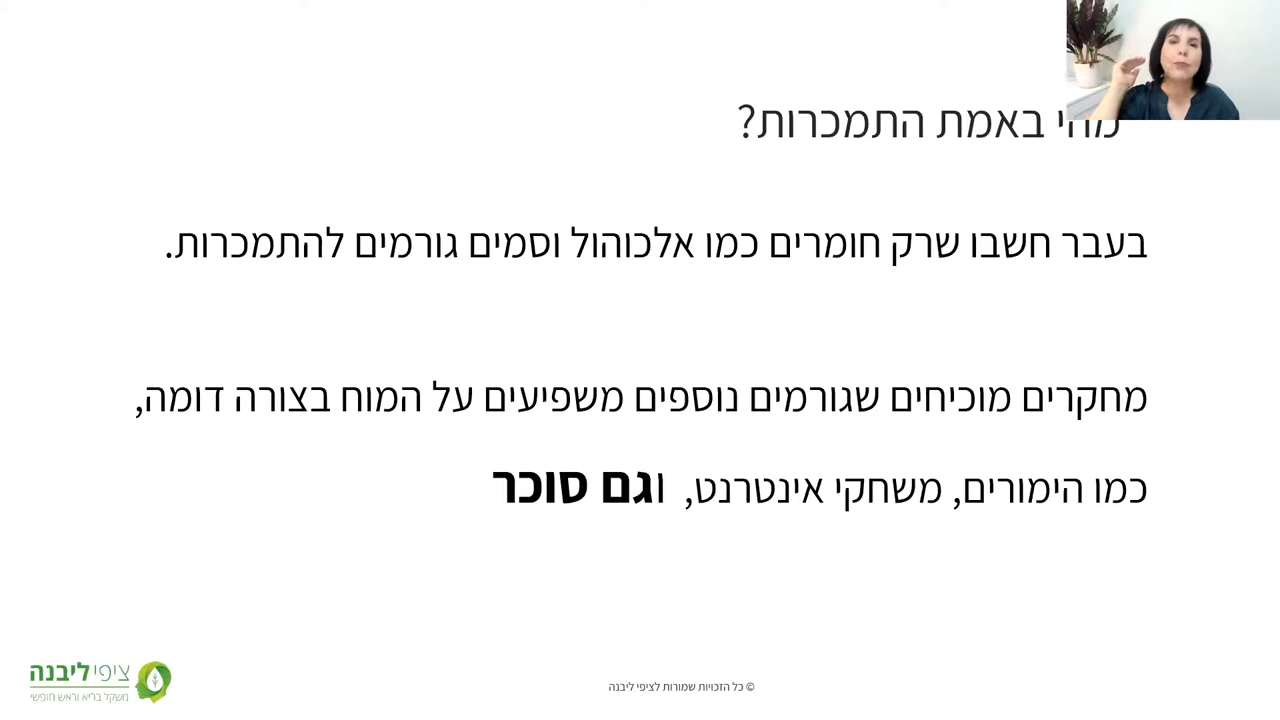 מהי באמת התמכרות?
בעבר חשבו שרק חומרים כמו אלכוהול וסמים גורמים להתמכרות.
מחקרים מוכיחים שגורמים נוספים משפיעים על המוח בצורה דומה,
כמו הימורים, משחקי אינטרנט, וגם סוכר
ציפי ליבנה
משקל בריא וראש חופשי
© כל הזכויות שמורות לציפי ליבנה